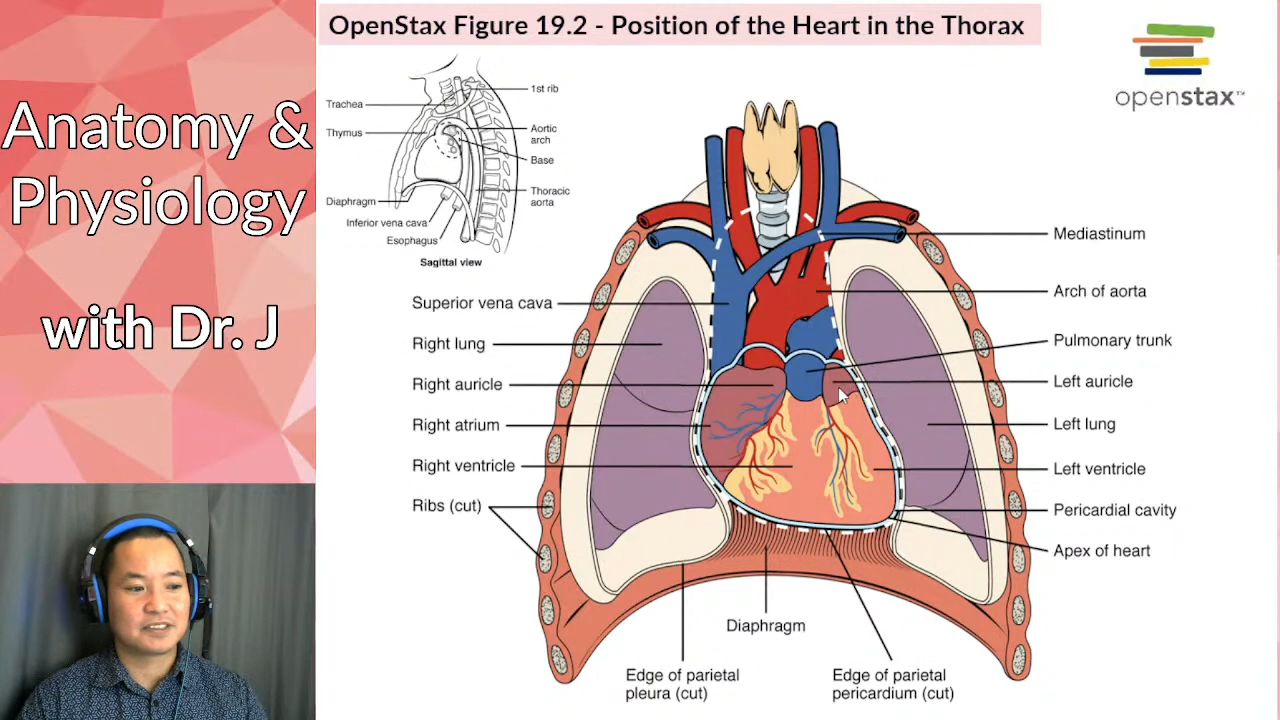 OpenStax Figure 19.2 - Position of the Heart in the Thorax
openstax™
Anatomy &
Physiology
with Dr. J
Trachea
Thymus
Diaphragm
Inferior vena cava
Esophagus
1st rib
Aortic
arch
Base
Thoracic
aorta
Sagittal view
Superior vena cava
Right lung
Right auricle
Right atrium
Right ventricle
Ribs (cut)
Mediastinum
Arch of aorta
Pulmonary trunk
Left auricle
Left lung
Left ventricle
Pericardial cavity
Apex of heart
Diaphragm
Edge of parietal
pleura (cut)
Edge of parietal
pericardium (cut)